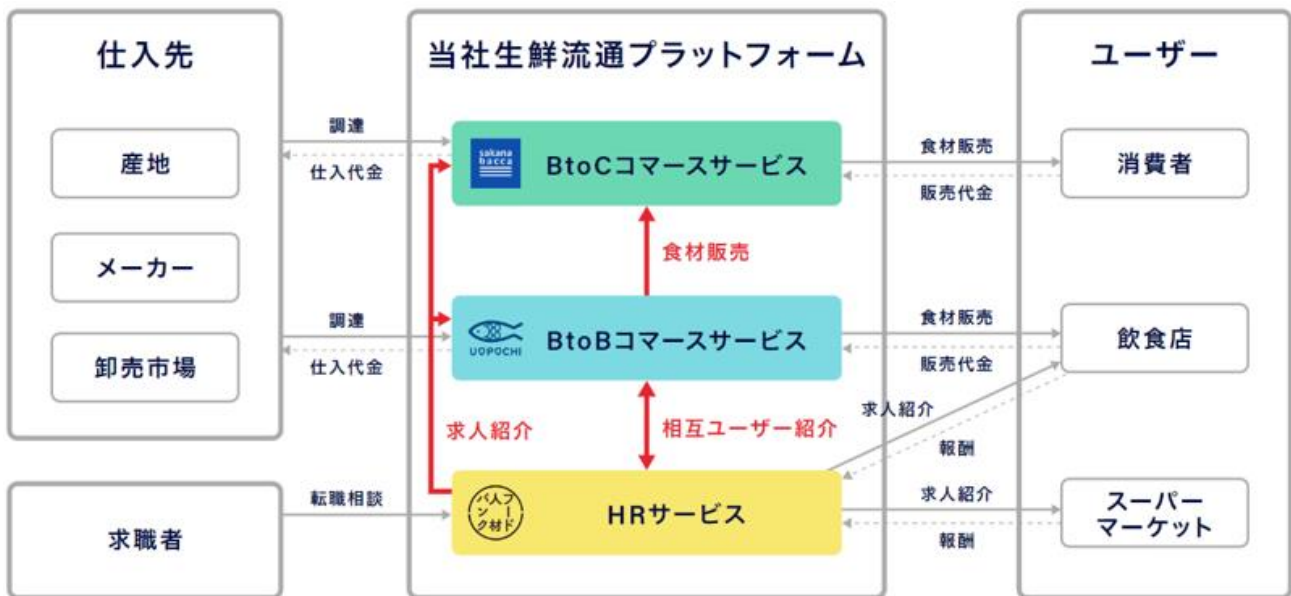 仕入先
産地
メーカー
卸売市場
求職者
調達
仕入代金
調達
仕入代金
転職相談
当社生鮮流通プラットフォーム
sakana
bacca
BtoCコマースサービス
食材販売
UOPOCHI
BtoBコマースサービス
求人紹介
相互ユーザー紹介
フード
人材
バンク
HRサービス
食材販売
販売代金
食材販売
販売代金
求人紹介
報酬
求人紹介
報酬
ユーザー
消費者
飲食店
スーパー
マーケット